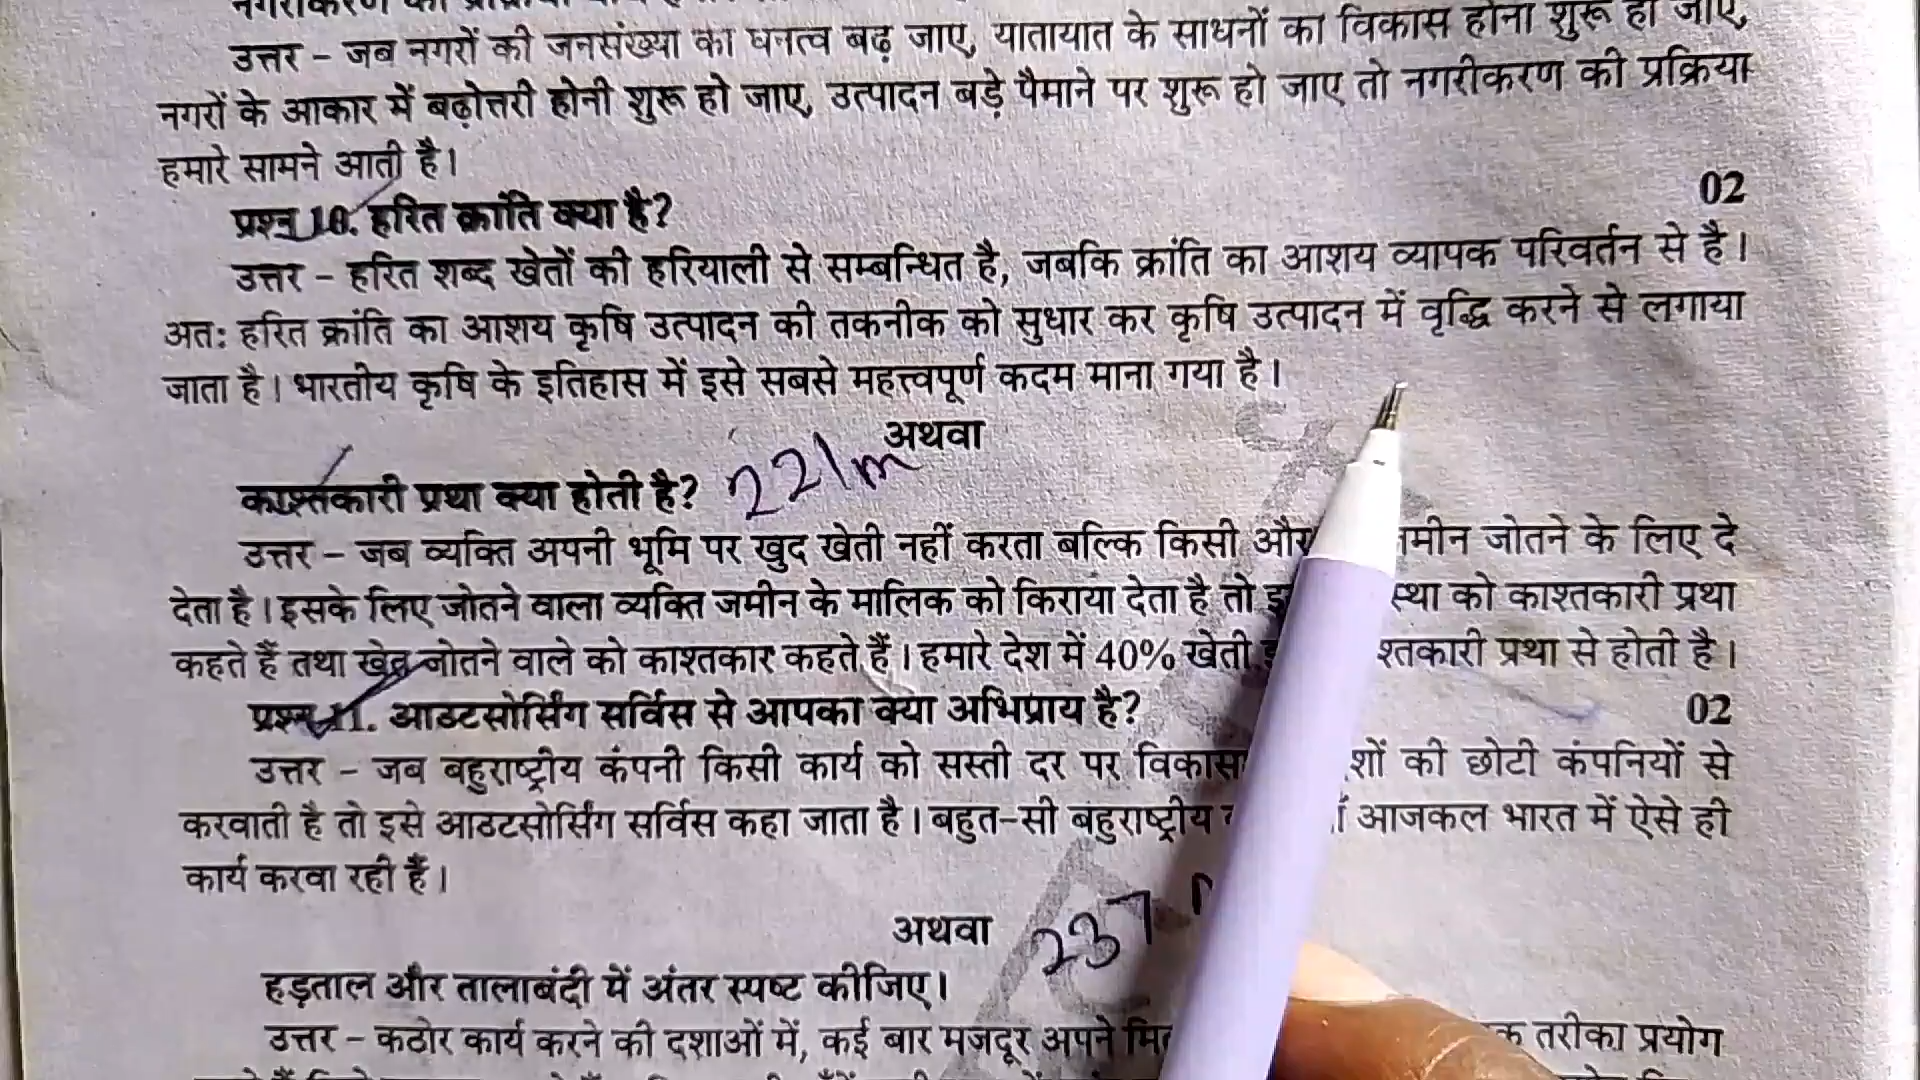 उत्तर – जब नगरों की जनसंख्या का घनत्व बढ़ जाए, यातायात के साधनों का विकास होना शुरू हो जाए,
नगरों के आकार में बढ़ोत्तरी होनी शुरू हो जाए, उत्पादन बड़े पैमाने पर शुरू हो जाए तो नगरीकरण की प्रक्रिया
हमारे सामने आती है।
प्रश्न 10. हरित क्रांति क्या है? 02
उत्तर – हरित शब्द खेतों की हरियाली से सम्बन्धित है, जबकि क्रांति का आशय व्यापक परिवर्तन से है।
अतः हरित क्रांति का आशय कृषि उत्पादन की तकनीक को सुधार कर कृषि उत्पादन में वृद्धि करने से लगाया
जाता है। भारतीय कृषि के इतिहास में इसे सबसे महत्त्वपूर्ण कदम माना गया है।
अथवा
काश्तकारी प्रथा क्या होती है? 221m
उत्तर – जब व्यक्ति अपनी भूमि पर खुद खेती नहीं करता बल्कि किसी और जोतने के लिए दे
देता है। इसके लिए जोतने वाला व्यक्ति जमीन के मालिक को किराया देता है तो को काश्तकारी प्रथा
कहते हैं तथा खेत जोतने वाले को काश्तकार कहते हैं। हमारे देश में 40% खेती प्रथा से होती है।
प्रश्न 11. आउटसोर्सिंग सर्विस से आपका क्या अभिप्राय है? 02
उत्तर – जब बहुराष्ट्रीय कंपनी किसी कार्य को सस्ती दर पर की छोटी कंपनियों से
करवाती है तो इसे आउटसोर्सिंग सर्विस कहा जाता है। बहुत-सी बहुराष्ट्रीय आजकल भारत में ऐसे ही
कार्य करवा रही हैं।
अथवा 237
हड़ताल और तालाबंदी में अंतर स्पष्ट कीजिए।
उत्तर – कठोर कार्य करने की दशाओं में, कई बार मजदूर अपने तरीका प्रयोग